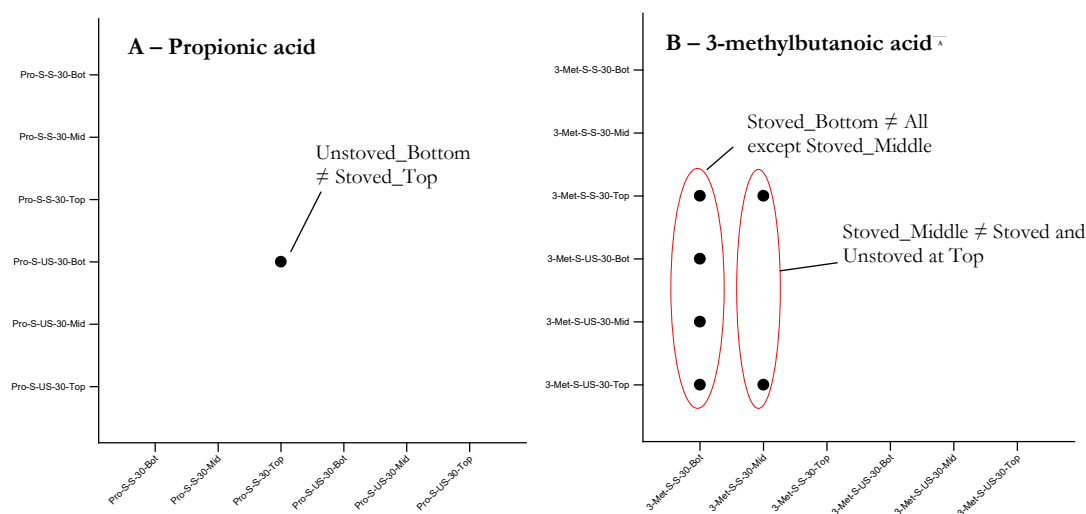 A – Propionic acid
Pro-S-S-30-Bot
Pro-S-S-30-Mid
Pro-S-S-30-Top
Pro-S-US-30-Bot
Pro-S-US-30-Mid
Pro-S-US-30-Top
Unstoved_Bottom
≠ Stoved_Top
Pro-S-S-30-Bot
Pro-S-S-30-Mid
Pro-S-S-30-Top
Pro-S-US-30-Bot
Pro-S-US-30-Mid
Pro-S-US-30-Top
B – 3-methylbutanoic acid A
3-Met-S-S-30-Bot
3-Met-S-S-30-Mid
3-Met-S-S-30-Top
3-Met-S-US-30-Bot
3-Met-S-US-30-Mid
3-Met-S-US-30-Top
Stoved_Bottom ≠ All
except Stoved_Middle
Stoved_Middle ≠ Stoved and
Unstoved at Top
3-Met-S-S-30-Bot
3-Met-S-S-30-Mid
3-Met-S-S-30-Top
3-Met-S-US-30-Bot
3-Met-S-US-30-Mid
3-Met-S-US-30-Top